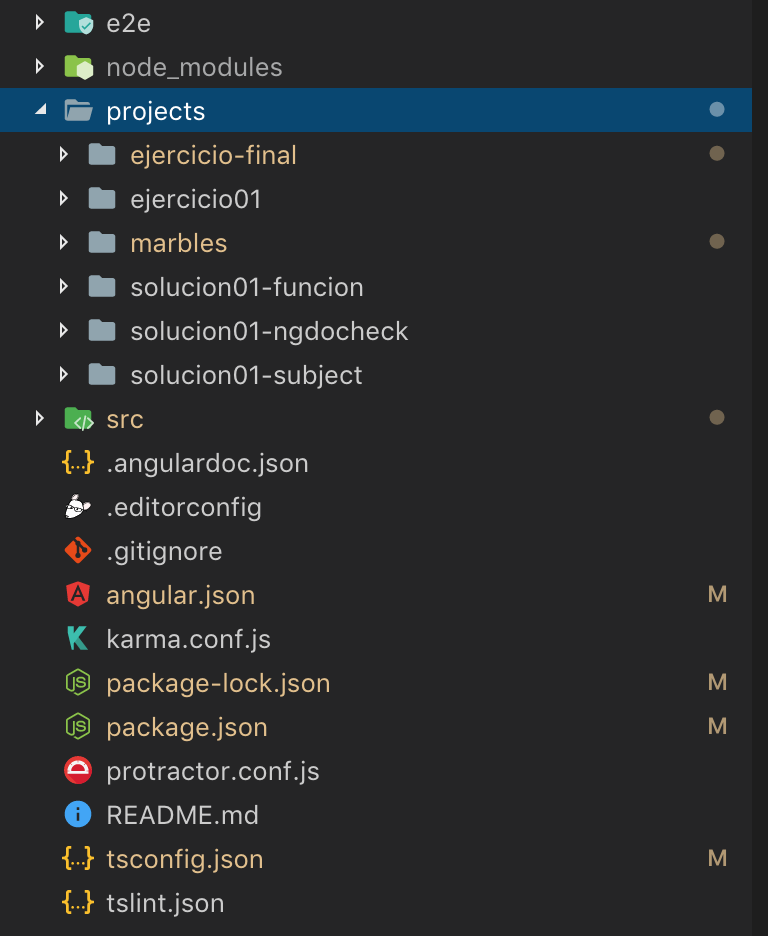 e2e
node_modules
projects
ejercicio-final
ejercicio01
marbles
solucion01-funcion
solucion01-ngdocheck
solucion01-subject
src
.angulardoc.json
.editorconfig
.gitignore
angular.json M
karma.conf.js
package-lock.json M
package.json M
protractor.conf.js
README.md
tsconfig.json M
tslint.json